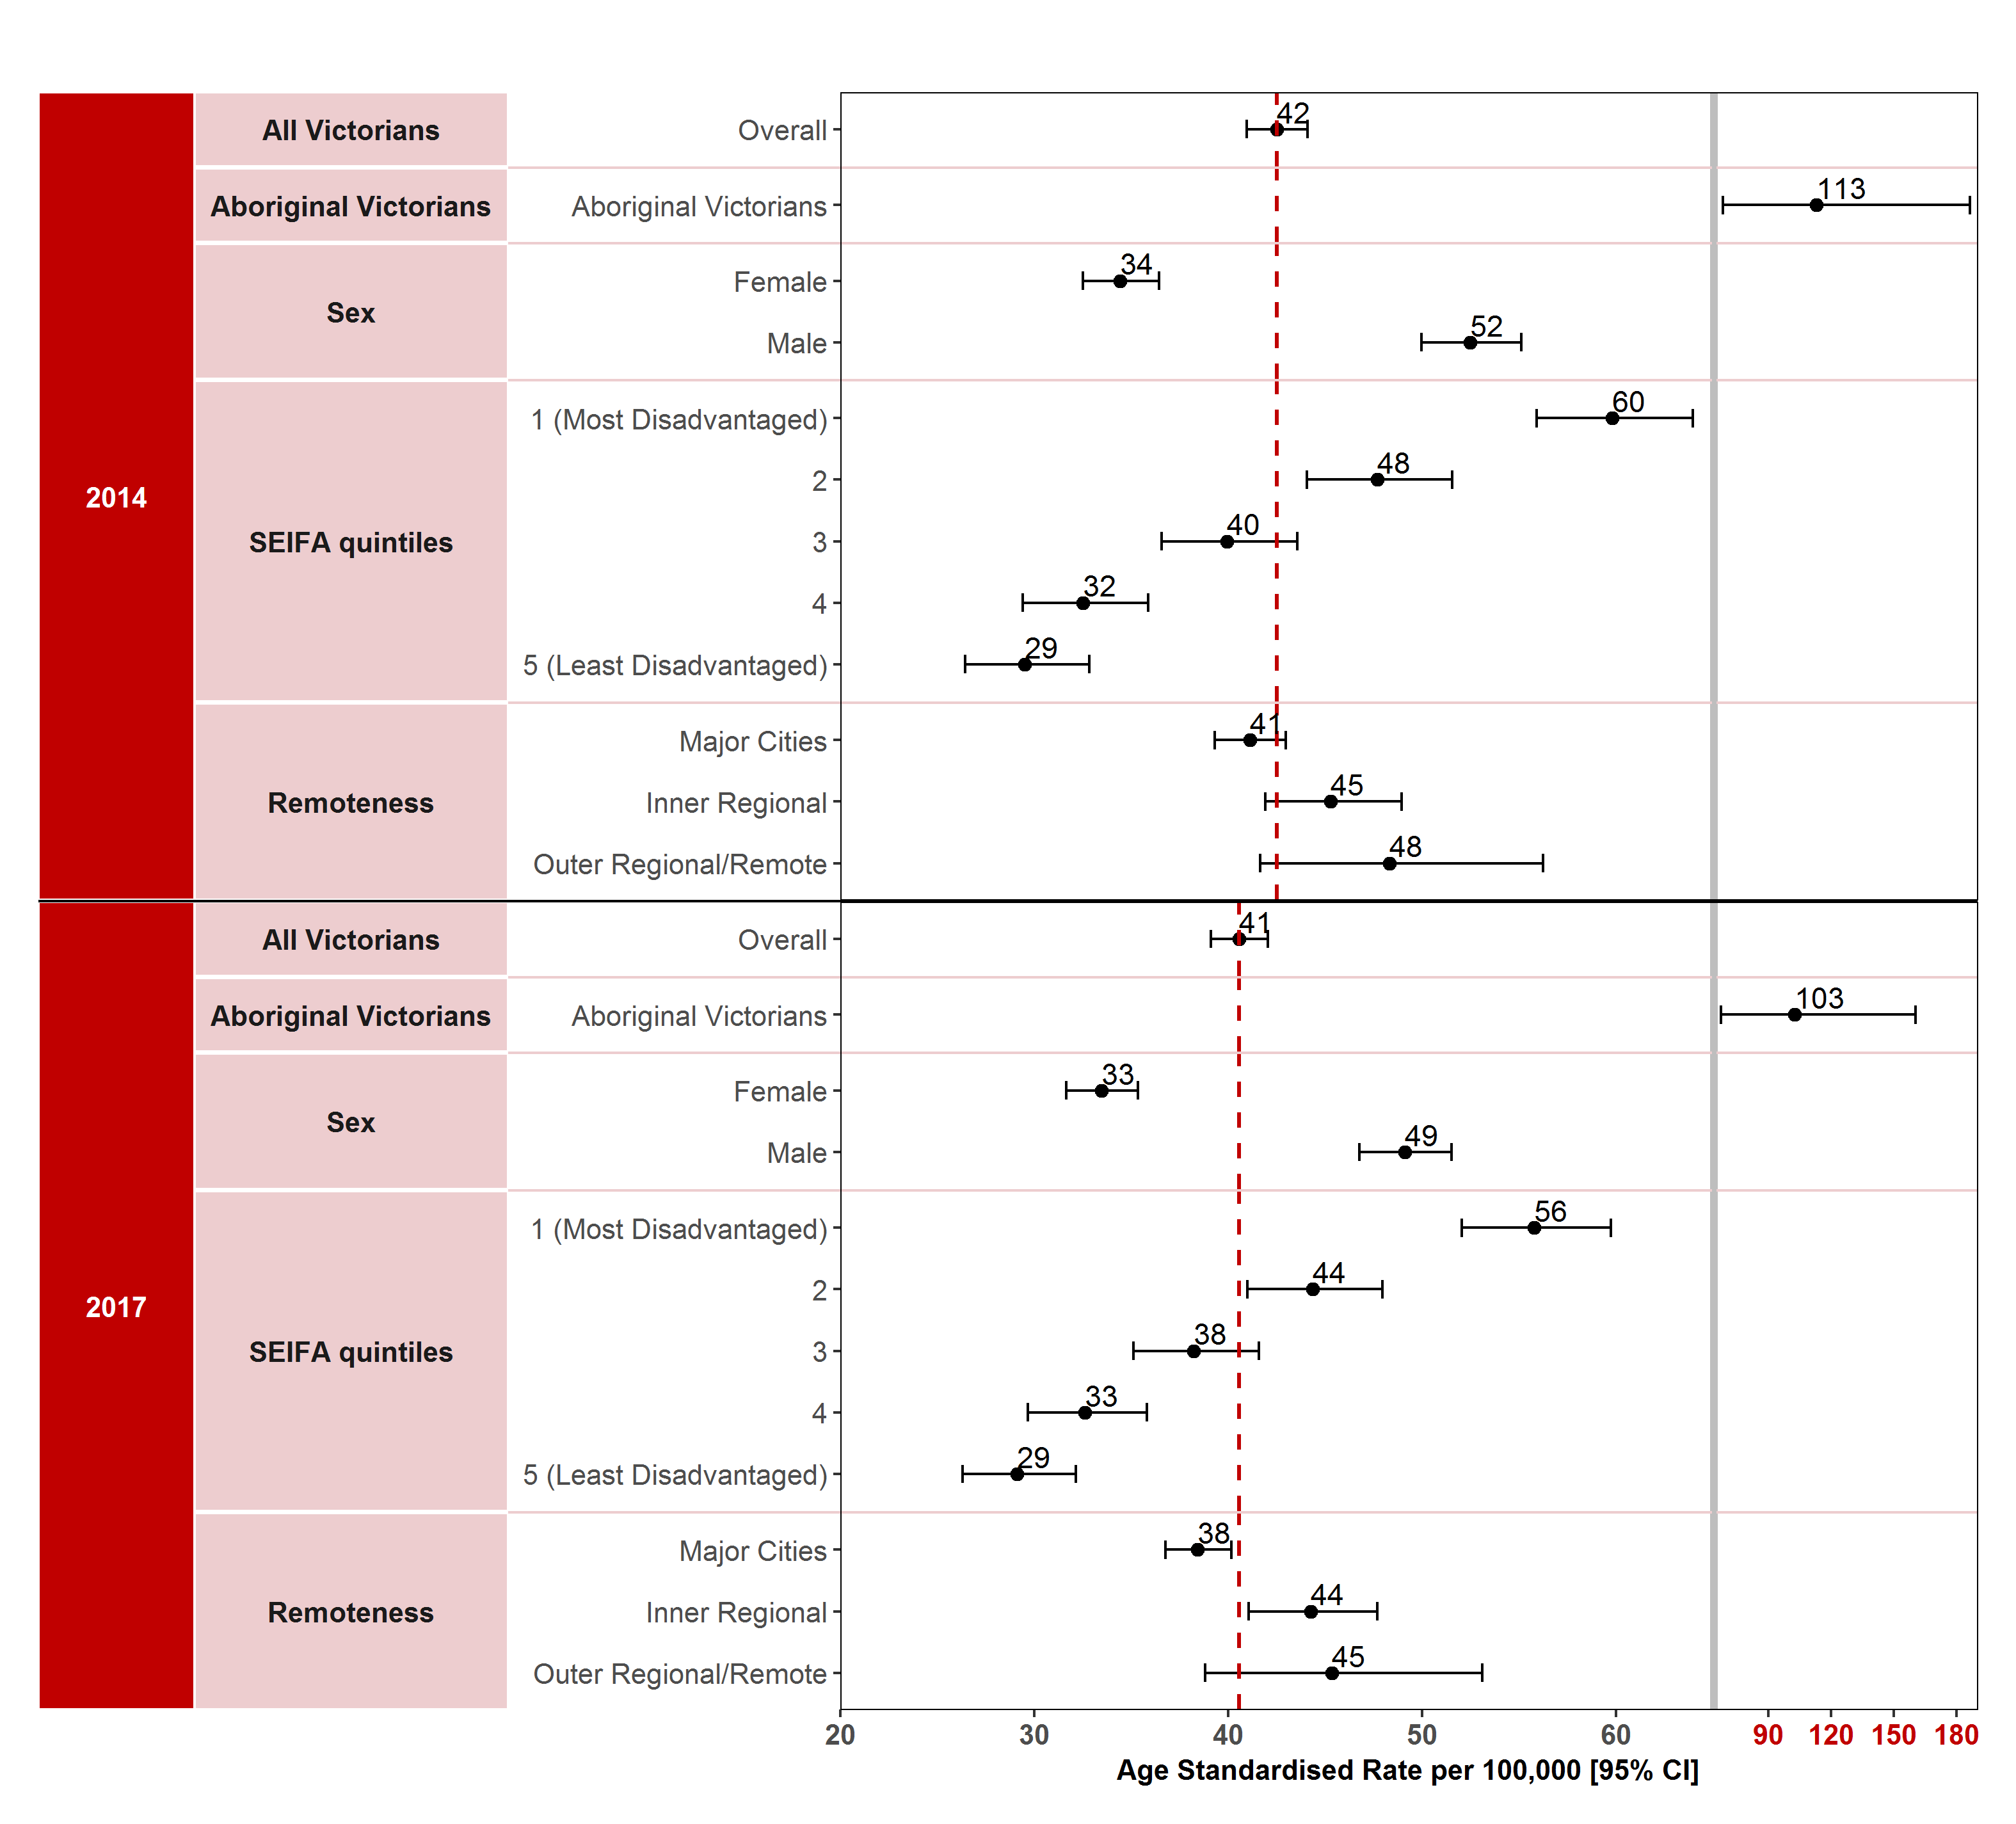 All Victorians
Overall
42
Aboriginal Victorians
Aboriginal Victorians
113
Female
34
Sex
Male
52
1 (Most Disadvantaged)
60
2
48
2014
SEIFA quintiles
3
40
4
32
5 (Least Disadvantaged)
29
Major Cities
41
Remoteness
Inner Regional
45
Outer Regional/Remote
48
All Victorians
Overall
41
Aboriginal Victorians
Aboriginal Victorians
103
Female
33
Sex
Male
49
1 (Most Disadvantaged)
56
2
44
2017
SEIFA quintiles
3
38
4
33
5 (Least Disadvantaged)
29
Major Cities
38
Remoteness
Inner Regional
44
Outer Regional/Remote
45
20 30 40 50 60 90 120 150 180
Age Standardised Rate per 100,000 [95% CI]